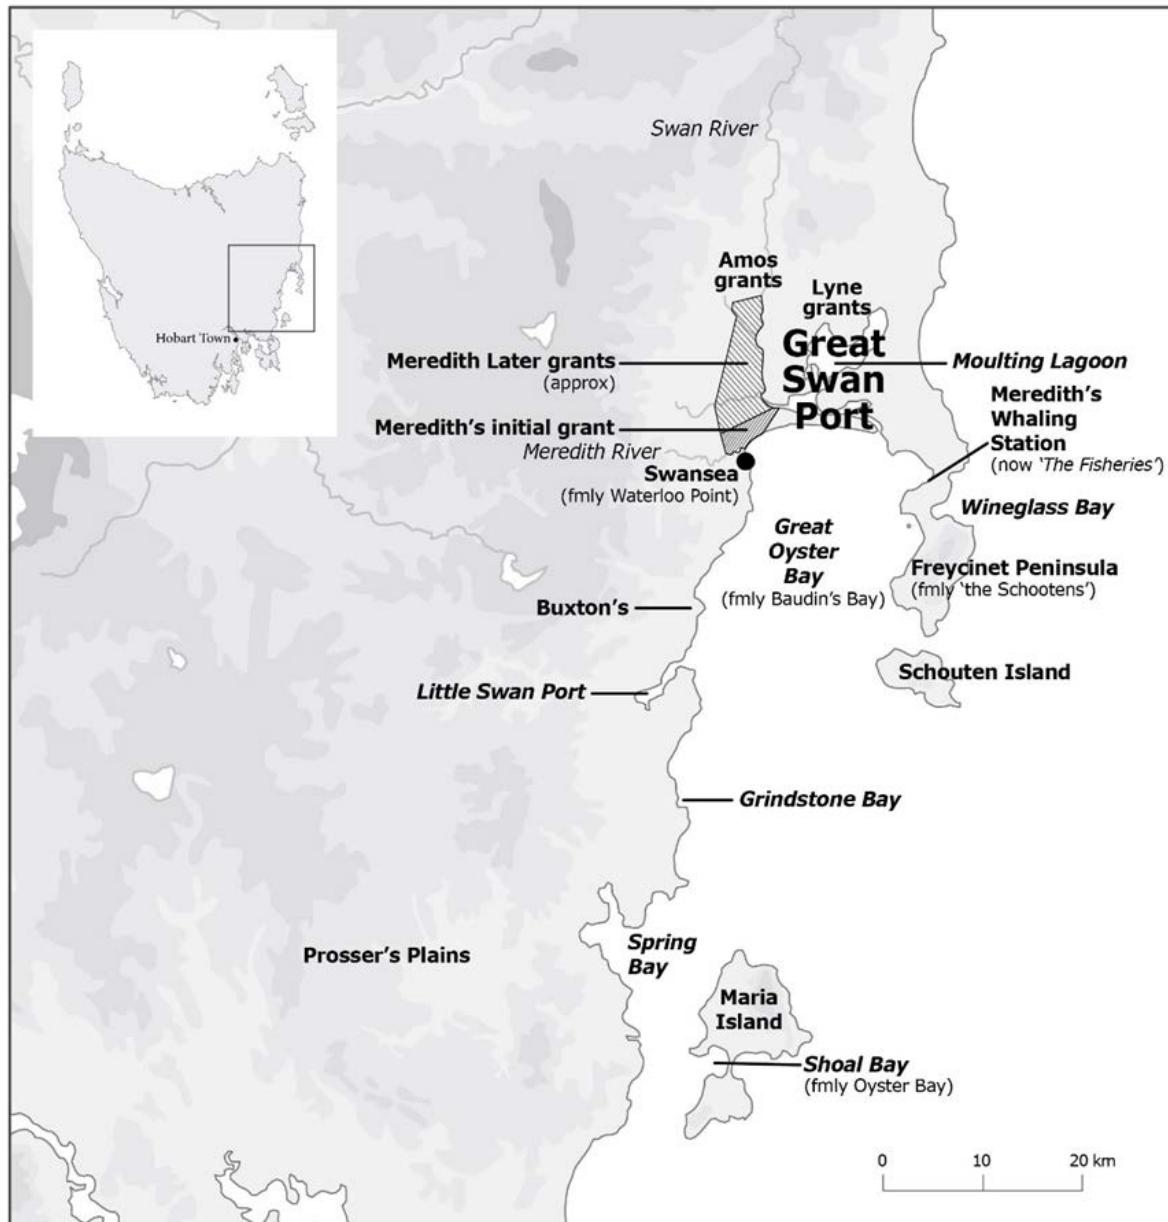 Swan River
Amos
grants
Lyne
grants
Hobart Town
Great
Swan
Port
Meredith Later grants
(approx)
Moulting Lagoon
Meredith's
Whaling
Station
(now 'The Fisheries')
Meredith's initial grant
Meredith River
Swansea
(fmly Waterloo Point)
Wineglass Bay
Great
Oyster
Bay
(fmly Baudin's Bay)
Freycinet Peninsula
(fmly 'the Schootens')
Buxton's
Schouten Island
Little Swan Port
Grindstone Bay
Prosser's Plains
Spring
Bay
Maria
Island
Shoal Bay
(fmly Oyster Bay)
0 10 20 km